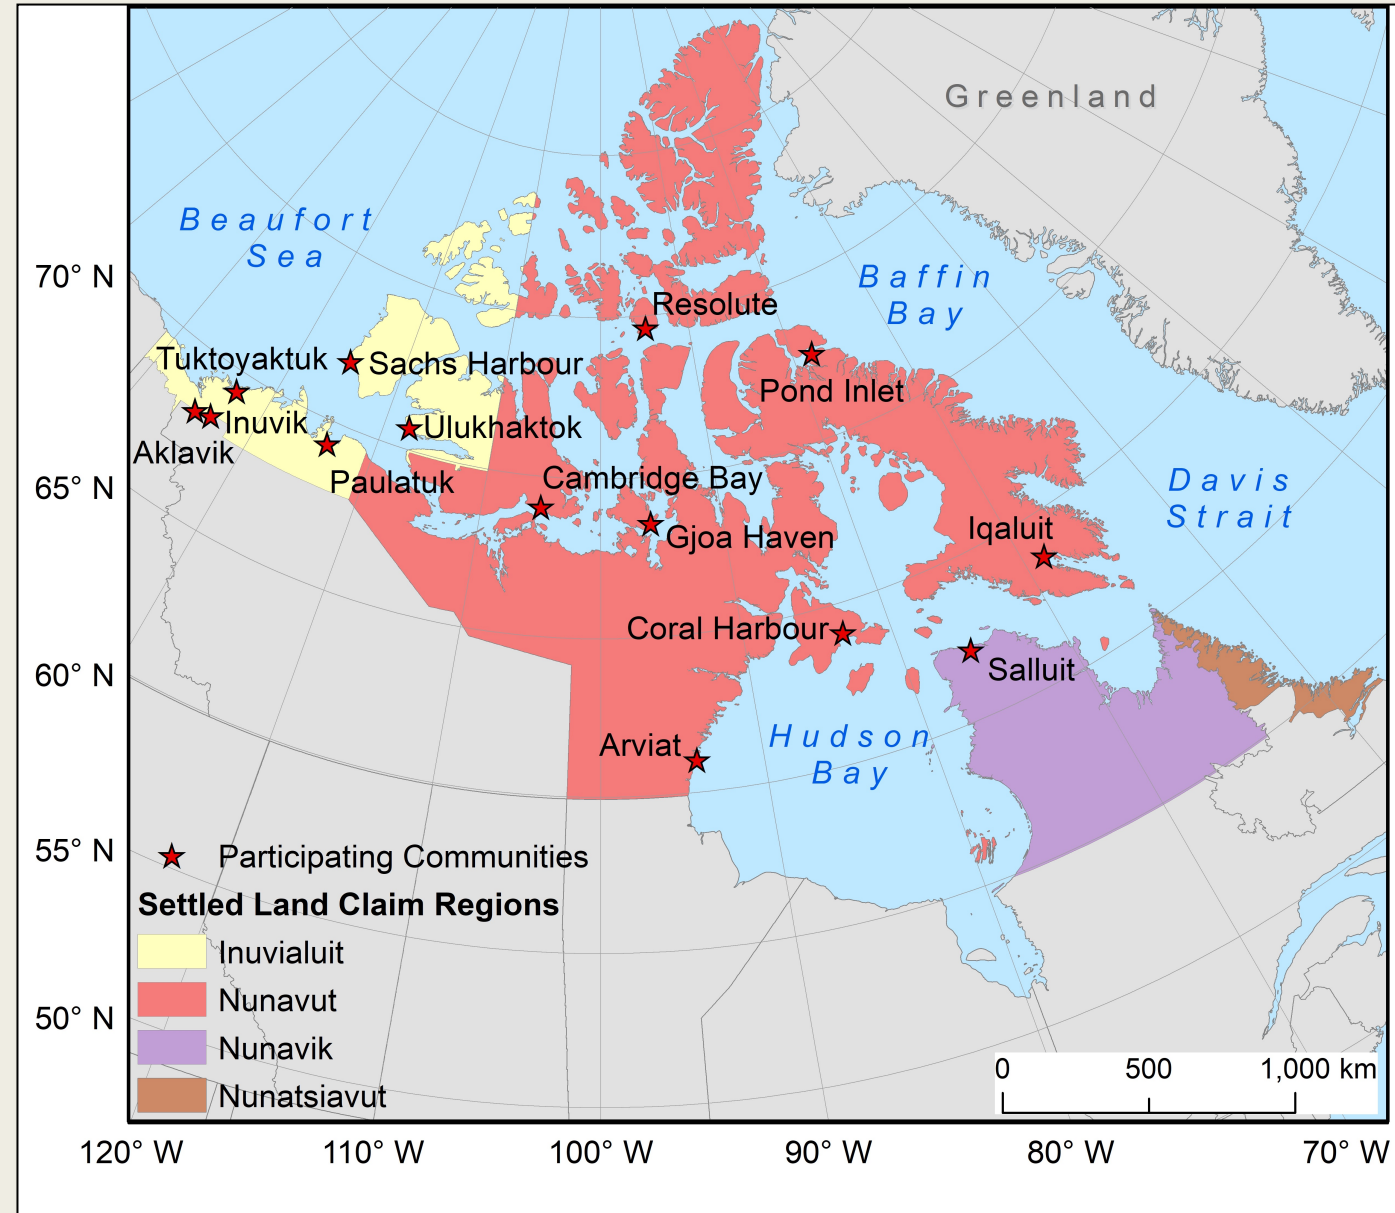 Greenland
Beaufort
Sea
Baffin
Bay
70° N
Resolute
Tuktoyaktuk
Sachs Harbour
Pond Inlet
Inuvik
Ulukhaktok
Aklavik
Paulatuk
Cambridge Bay
65° N
Davis
Strait
Iqaluit
Gjoa Haven
Coral Harbour
60° N
Salluit
Arviat
Hudson
Bay
55° N
Participating Communities
Settled Land Claim Regions
Inuvialuit
Nunavut
50° N
Nunavik
Nunatsiavut
0 500 1,000 km
120° W 110° W 100° W 90° W 80° W 70° W